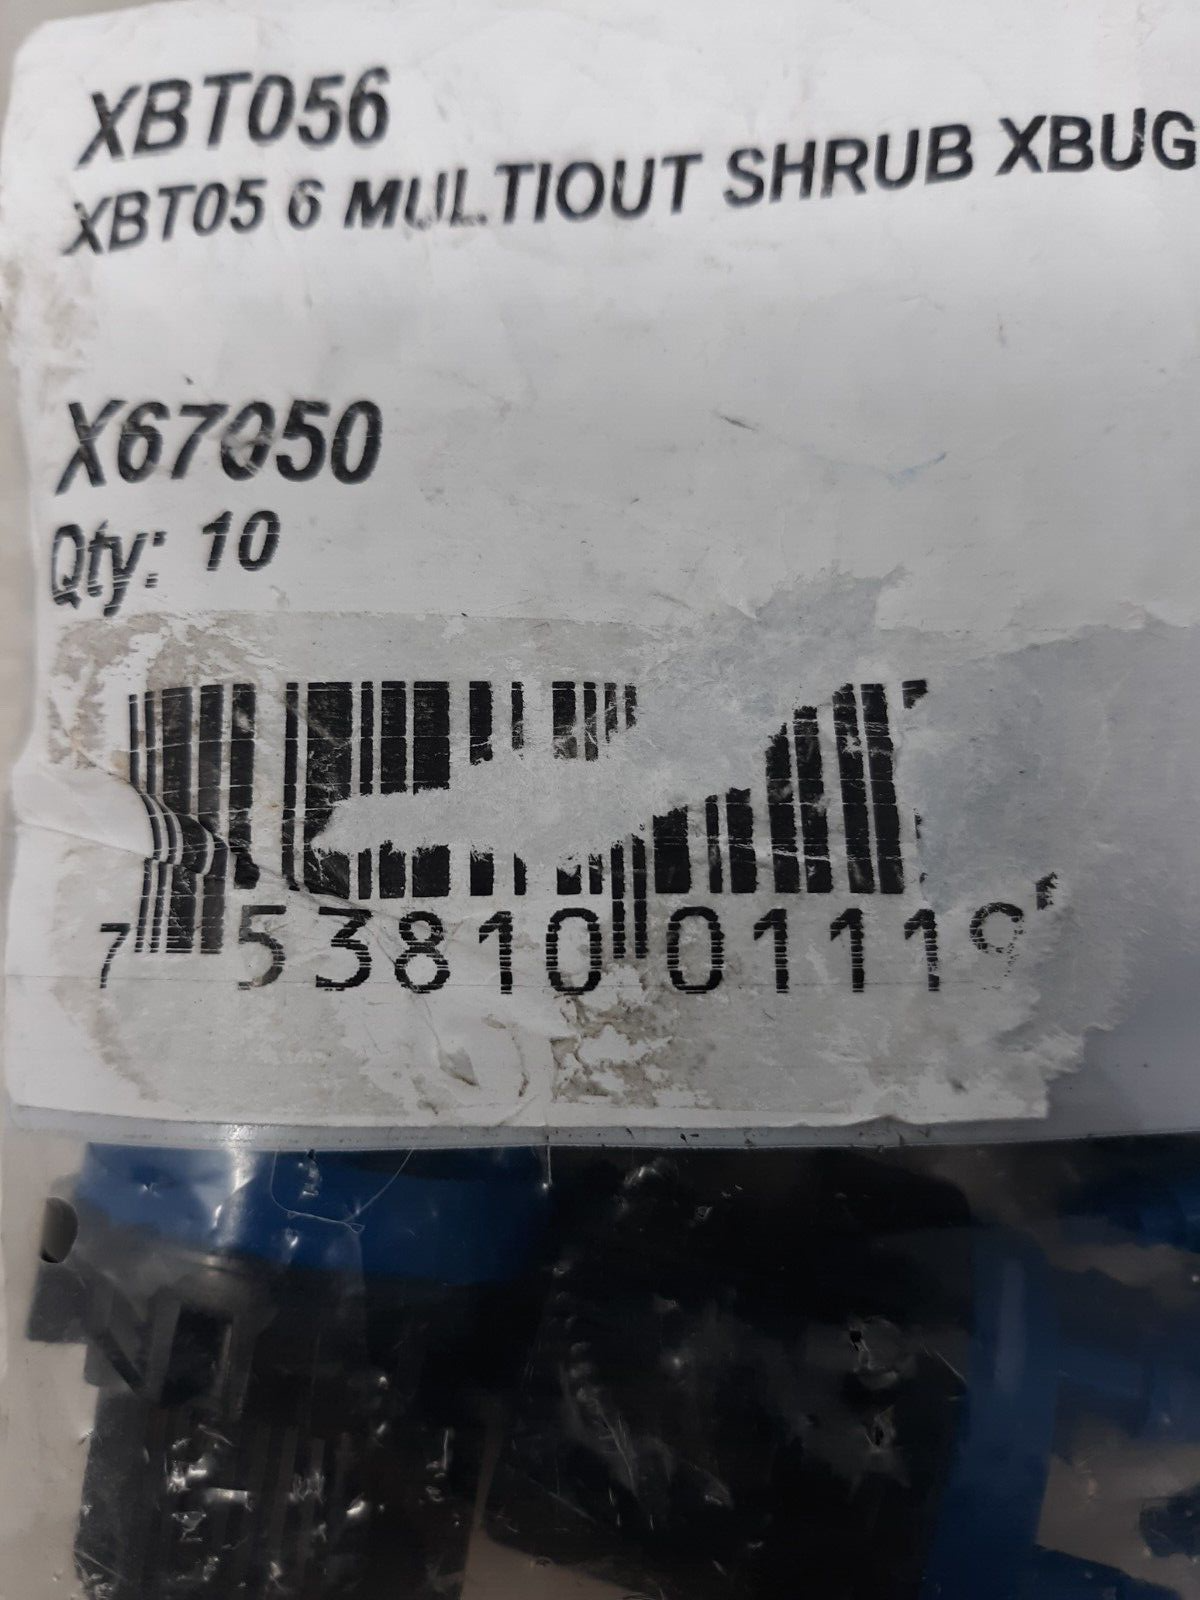 XBT056
XBT05 6 MULTIOUT SHRUB XBUG
X67050
Qty: 10
7 53810 01119